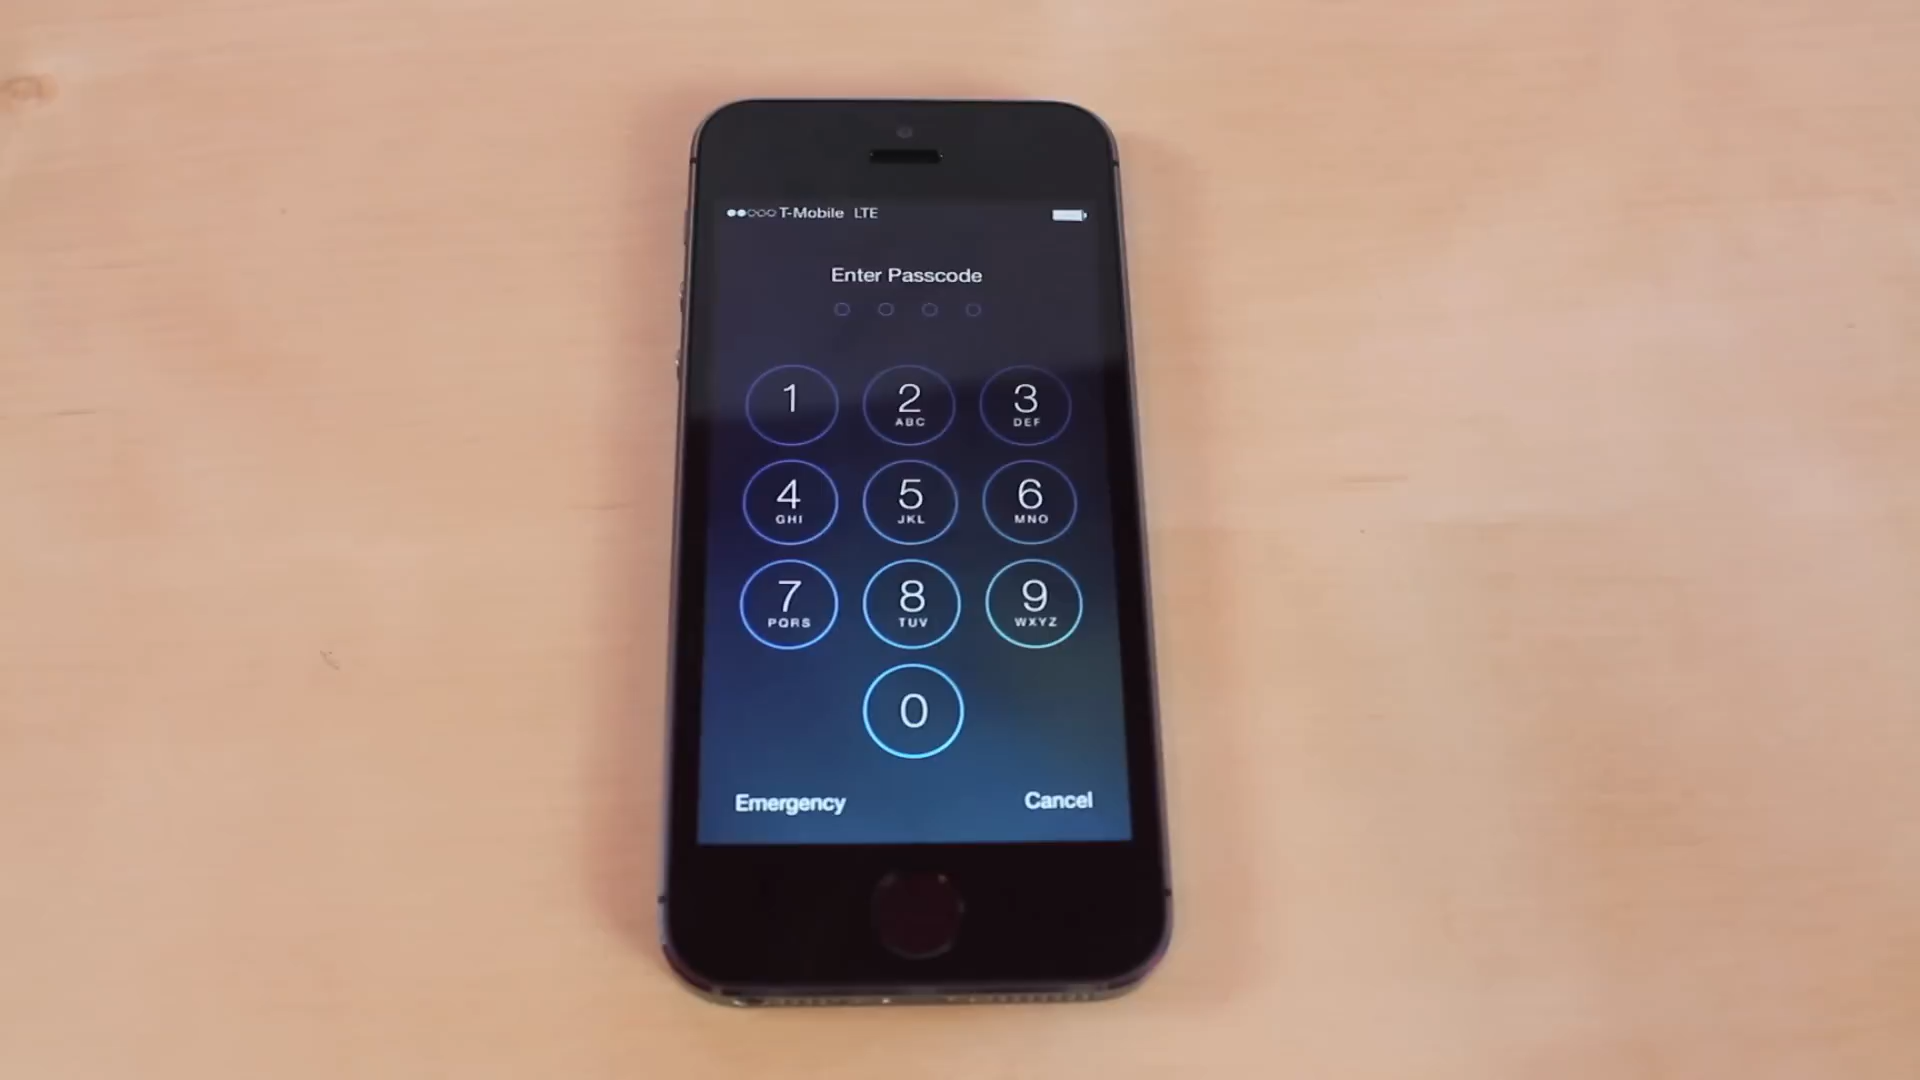 T-Mobile LTE
Enter Passcode
1 2 3
ABC DEF
4 5 6
GHI JKL MNO
7 8 9
PQRS TUV WXYZ
0
Emergency Cancel